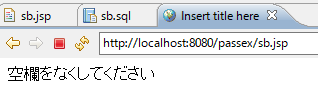 sb.jsp sb.sql Insert title here
http://localhost:8080/passex/sb.jsp
空欄をなくしてください